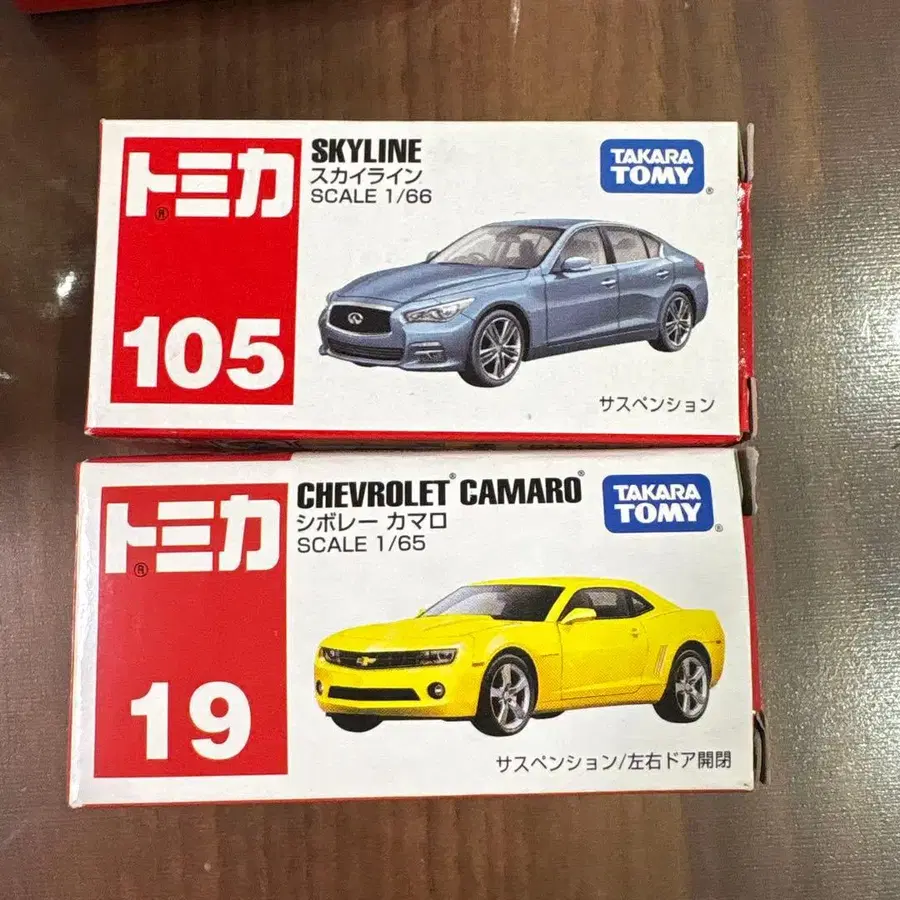 トミカ®
SKYLINE
スカイライン
SCALE 1/66
TAKARA
TOMY®
105
サスペンション
トミカ®
CHEVROLET® CAMARO®
シボレー カマロ
SCALE 1/65
TAKARA
TOMY®
19
サスペンション/左右ドア開閉